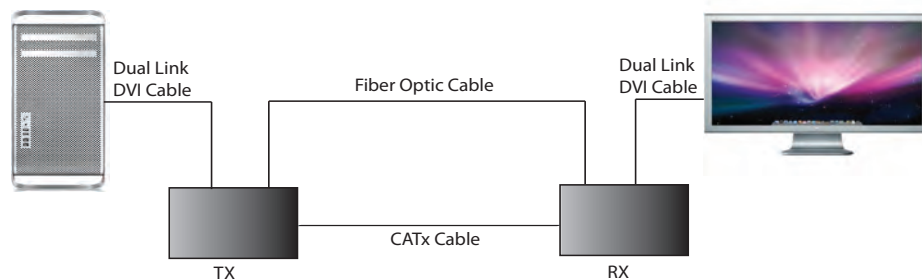 Dual Link
DVI Cable
Fiber Optic Cable
Dual Link
DVI Cable
CATx Cable
TX
RX